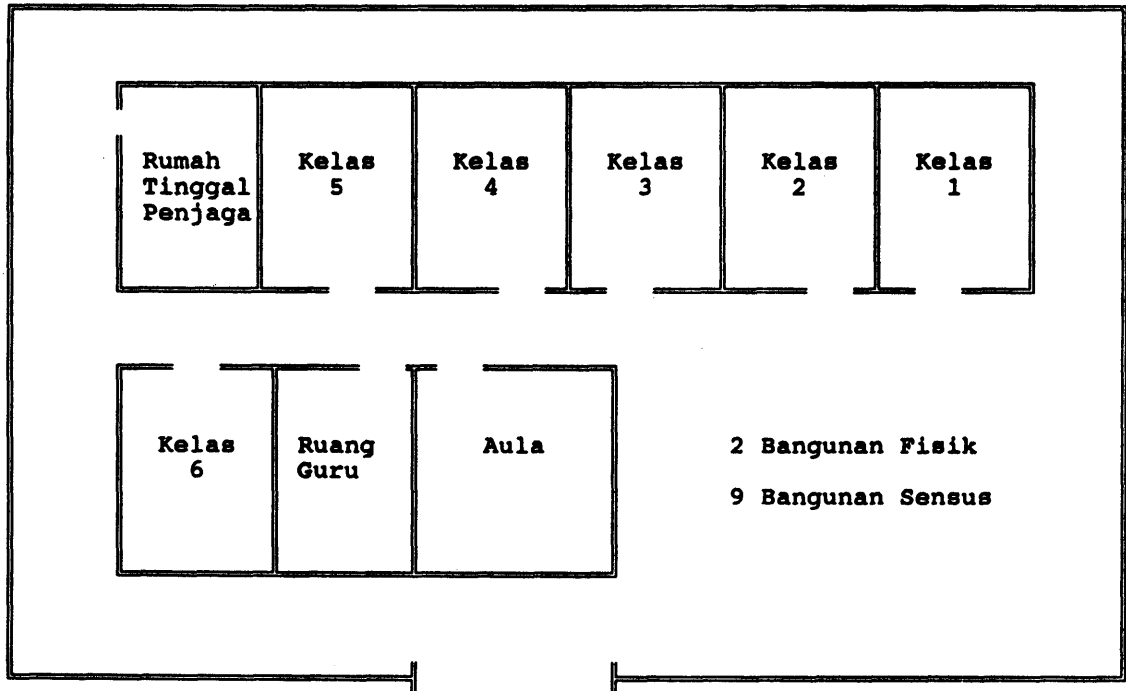 Rumah
Tinggal
Penjaga
Kelas
5
Kelas
4
Kelas
3
Kelas
2
Kelas
1
Kelas
6
Ruang
Guru
Aula
2 Bangunan Fisik
9 Bangunan Sensus